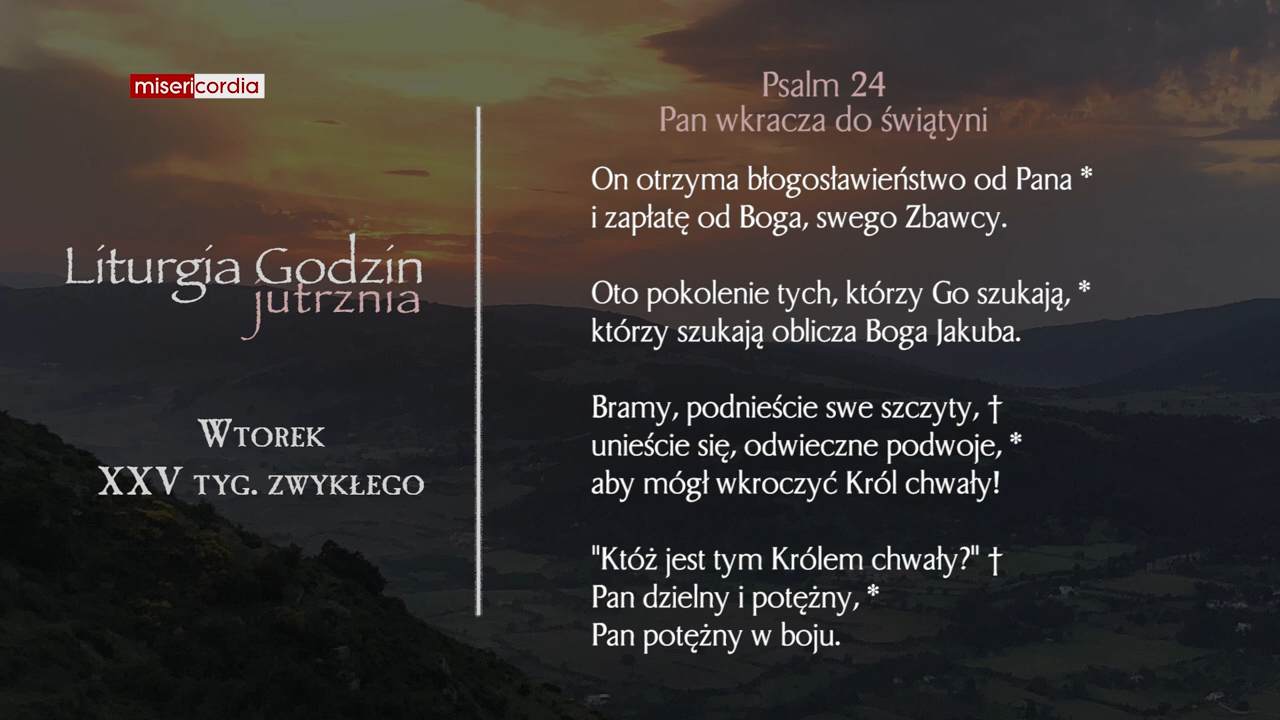 misericordia
Liturgia Godzin
jutrznia
Wtorek
XXV tyg. zwykłego
Psalm 24
Pan wkracza do świątyni
On otrzyma błogosławieństwo od Pana *
i zapłatę od Boga, swego Zbawcy.
Oto pokolenie tych, którzy Go szukają, *
którzy szukają oblicza Boga Jakuba.
Bramy, podnieście swe szczyty, †
unieście się, odwieczne podwoje, *
aby mógł wkroczyć Król chwały!
"Któż jest tym Królem chwały?" †
Pan dzielny i potężny, *
Pan potężny w boju.